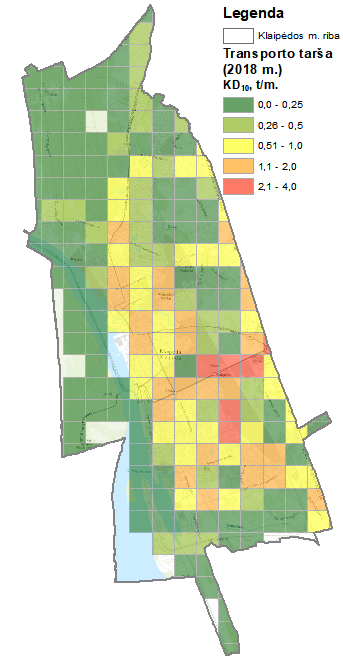 Legenda
Klaipėdos m. riba
Transporto tarša
(2018 m.)
KD10, t/m.
0,0 - 0,25
0,26 - 0,5
0,51 - 1,0
1,1 - 2,0
2,1 - 4,0